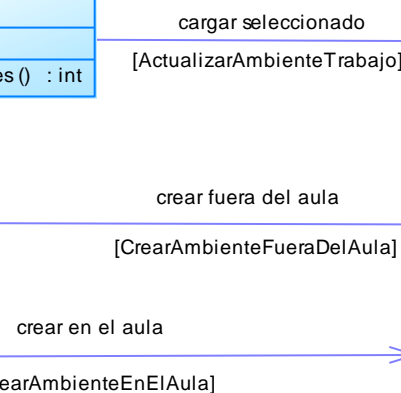 cargar seleccionado
[ActualizarAmbienteTrabajo]
es () : int
crear fuera del aula
[CrearAmbienteFueraDelAula]
crear en el aula
earAmbienteEnElAula]